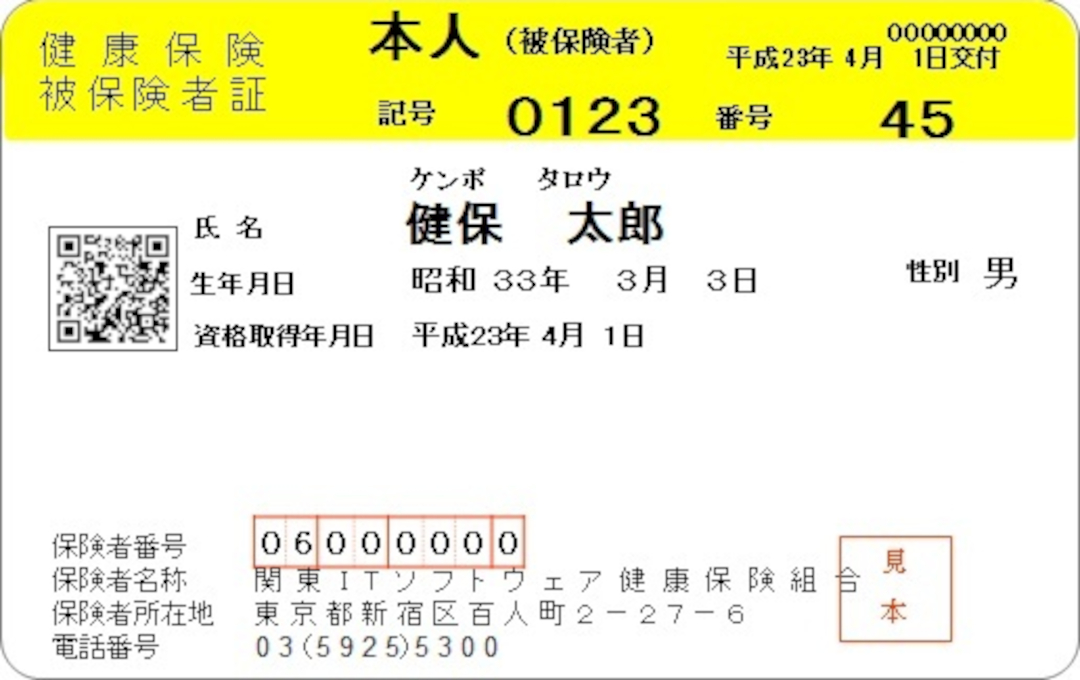 健康保険 本人（被保険者） 00000000
被保険者証 平成23年 4月 1日交付
記号 0123 番号 45
ケンポ タロウ
氏名 健保 太郎
生年月日 昭和 33年 3月 3日 性別 男
資格取得年月日 平成23年 4月 1日
保険者番号 06000000
保険者名称 関東ITソフトウェア健康保険組合
保険者所在地 東京都新宿区百人町2-27-6
電話番号 03(5925)5300
見本